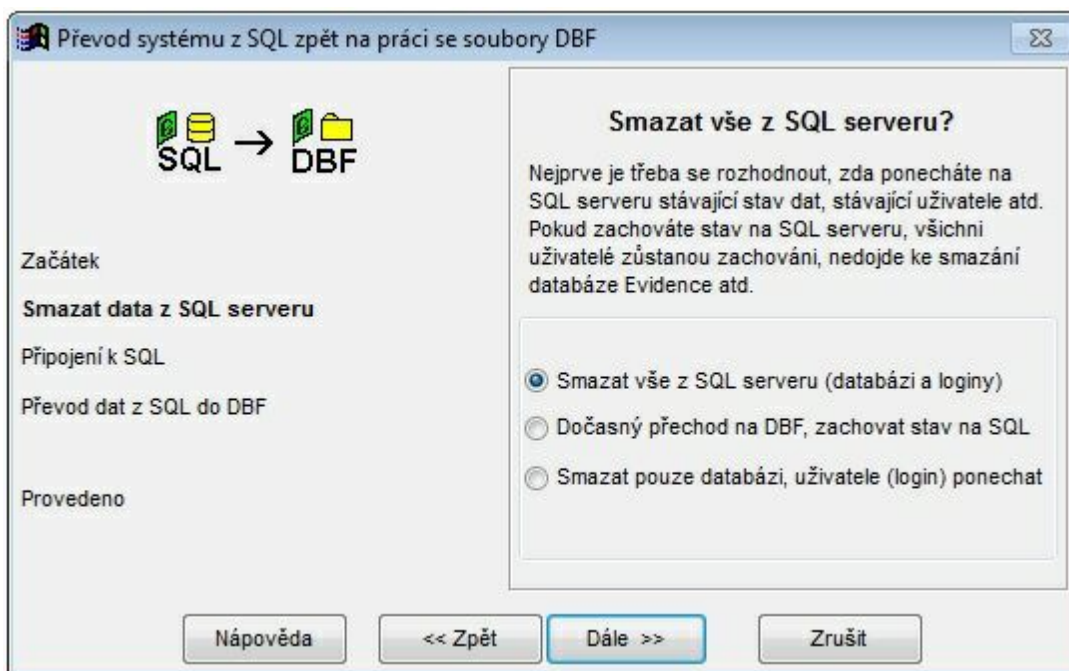 Převod systému z SQL zpět na práci se soubory DBF
SQL → DBF
Začátek
Smazat data z SQL serveru
Připojení k SQL
Převod dat z SQL do DBF
Provedeno
Smazat vše z SQL serveru?
Nejprve je třeba se rozhodnout, zda ponecháte na
SQL serveru stávající stav dat, stávající uživatele atd.
Pokud zachováte stav na SQL serveru, všichni
uživatelé zůstanou zachováni, nedojde ke smazání
databáze Evidence atd.
Smazat vše z SQL serveru (databázi a loginy)
Dočasný přechod na DBF, zachovat stav na SQL
Smazat pouze databázi, uživatele (login) ponechat
Nápověda
<< Zpět
Dále >>
Zrušit